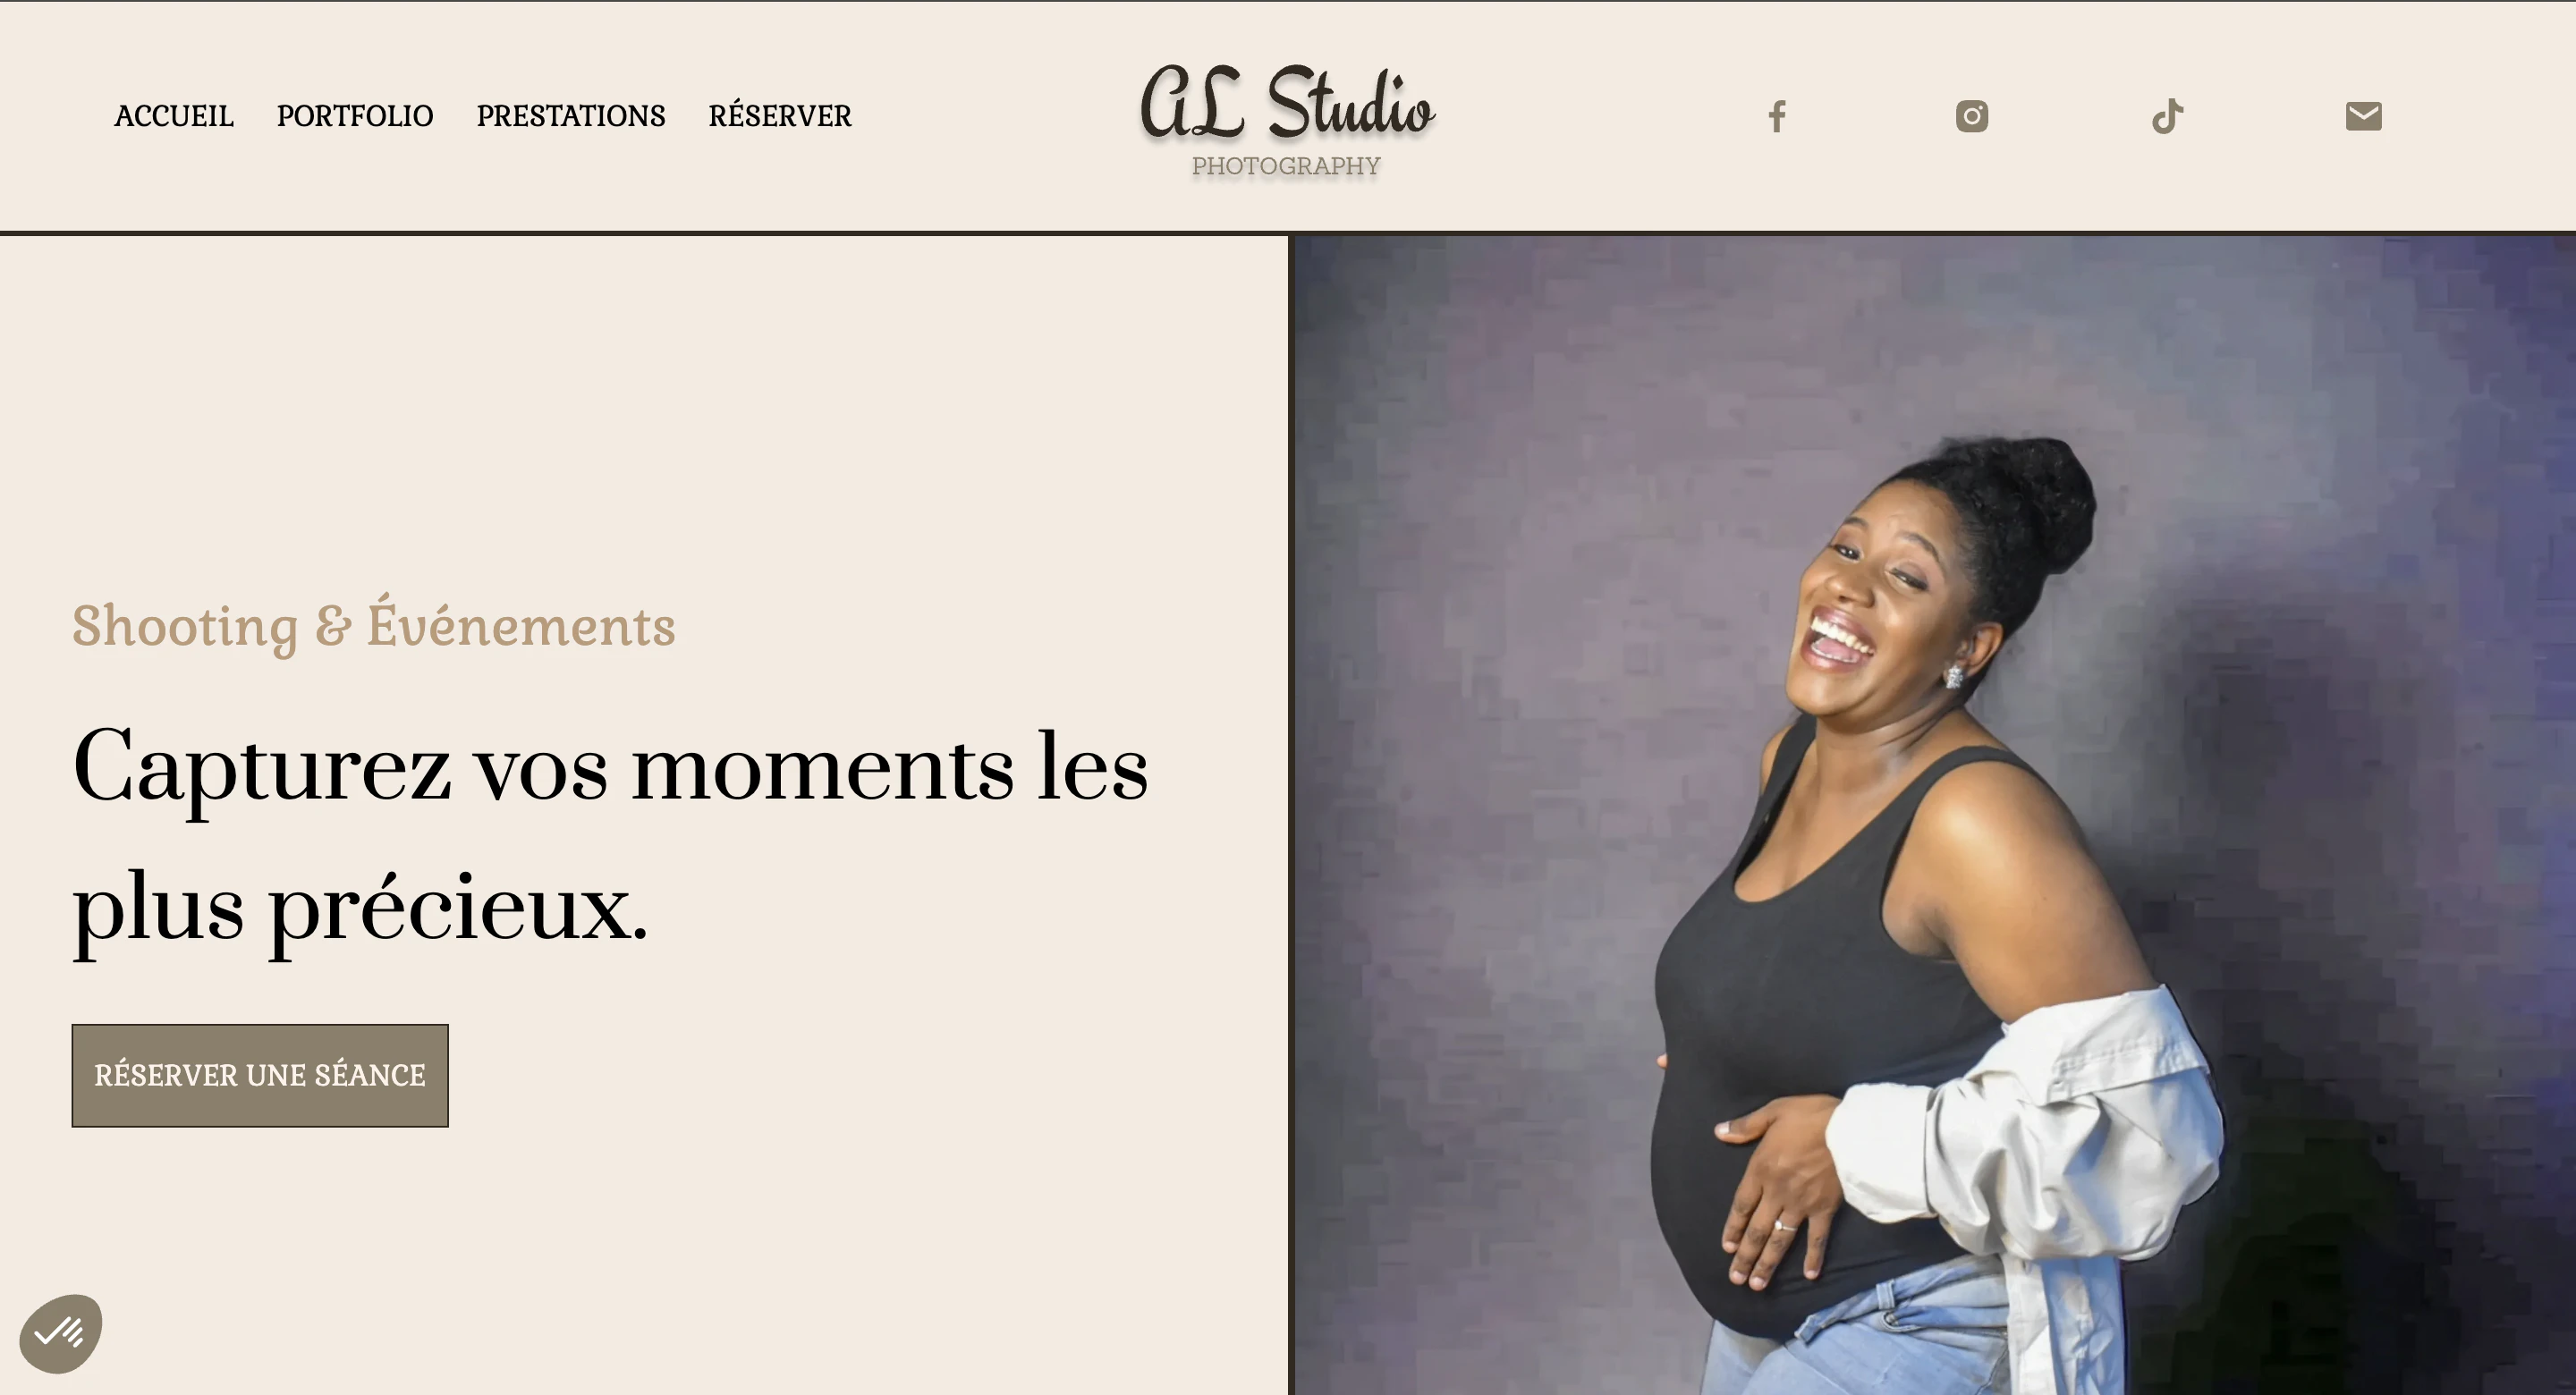 ACCUEIL PORTFOLIO PRESTATIONS RÉSERVER
AL Studio
PHOTOGRAPHY
Shooting & Événements
Capturez vos moments les
plus précieux.
RÉSERVER UNE SÉANCE